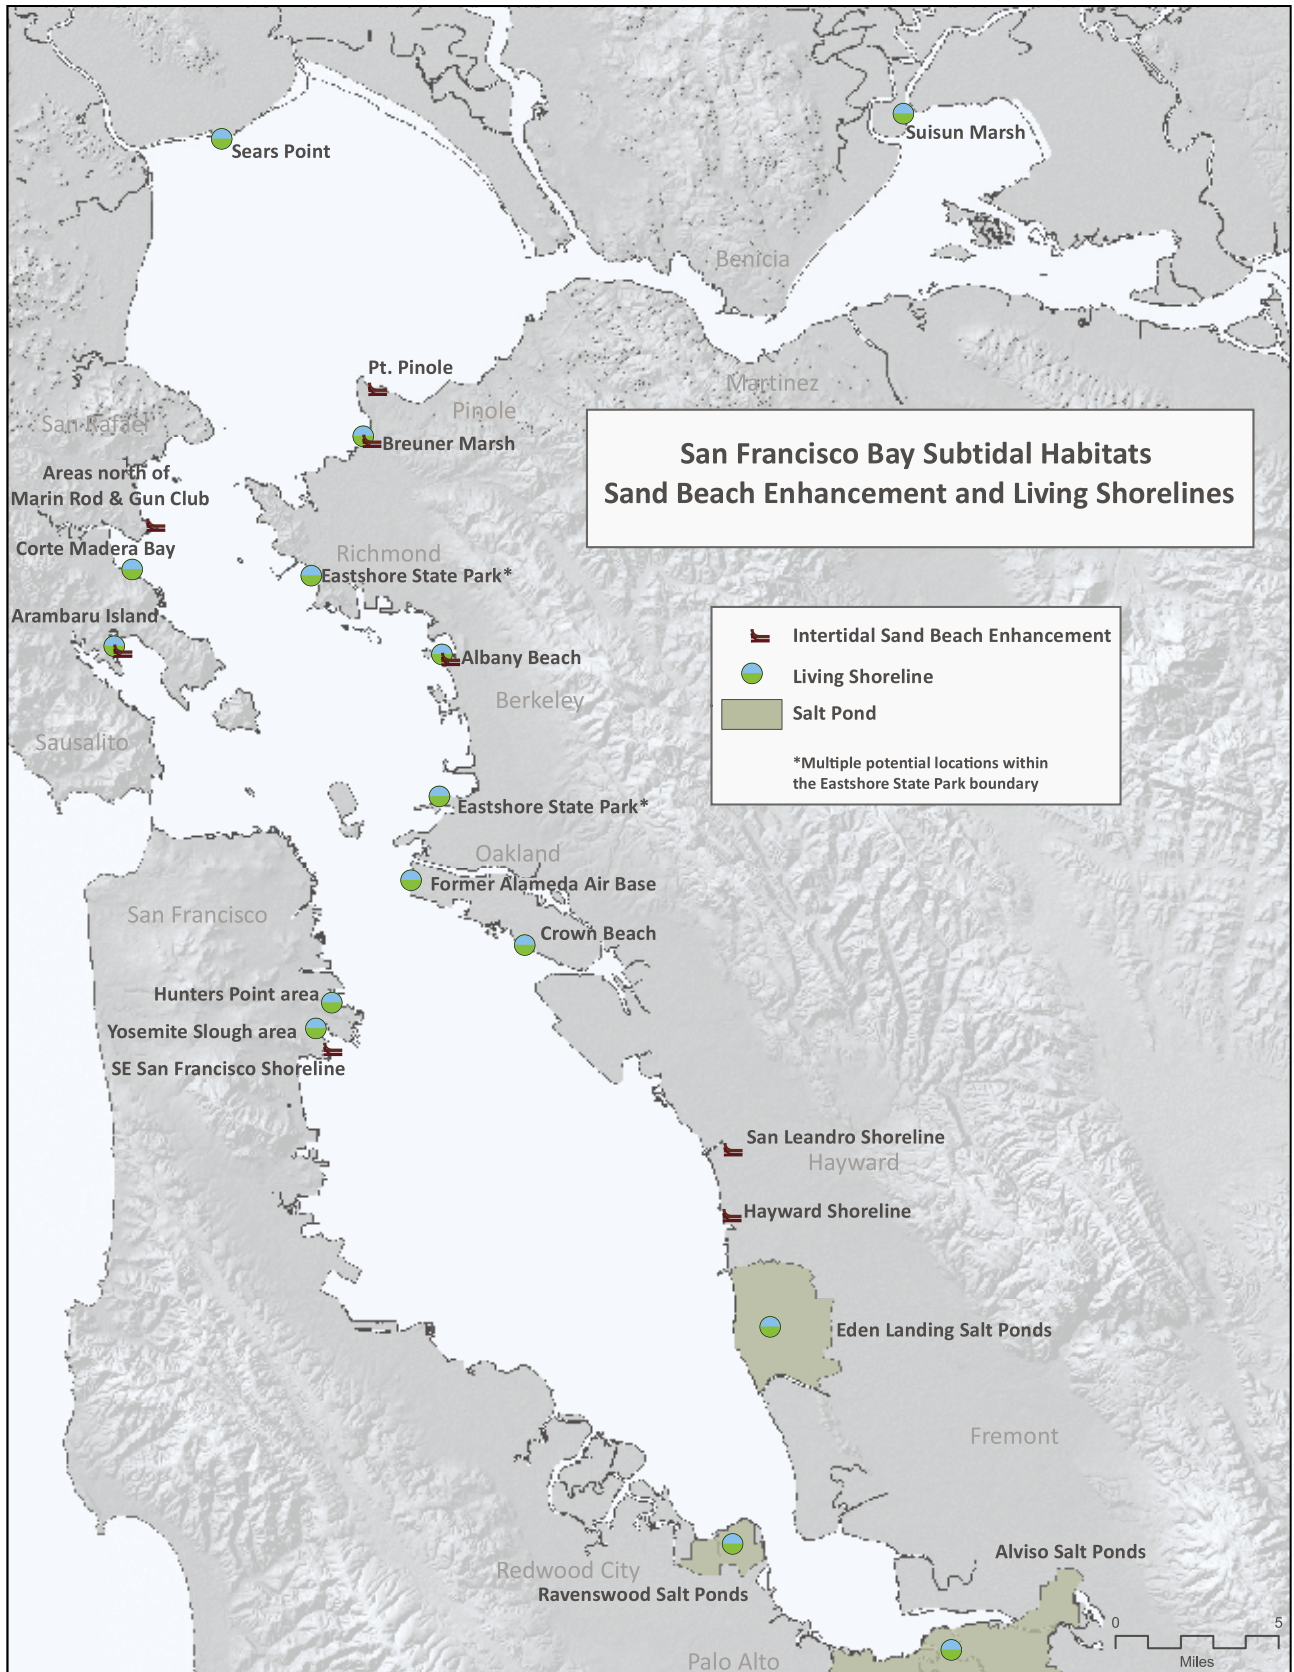 Suisun Marsh
Sears Point
Benicia
Pt. Pinole
Martinez
Pinole
San Rafael
Breuner Marsh
San Francisco Bay Subtidal Habitats
Sand Beach Enhancement and Living Shorelines
Areas north of
Marin Rod & Gun Club
Corte Madera Bay
Richmond
Eastshore State Park*
Arambaru Island
Intertidal Sand Beach Enhancement
Living Shoreline
Salt Pond
*Multiple potential locations within
the Eastshore State Park boundary
Albany Beach
Berkeley
Sausalito
Eastshore State Park*
Oakland
Former Alameda Air Base
San Francisco
Crown Beach
Hunters Point area
Yosemite Slough area
SE San Francisco Shoreline
San Leandro Shoreline
Hayward
Hayward Shoreline
Eden Landing Salt Ponds
Fremont
Alviso Salt Ponds
Redwood City
Ravenswood Salt Ponds
0 5
Miles
Palo Alto